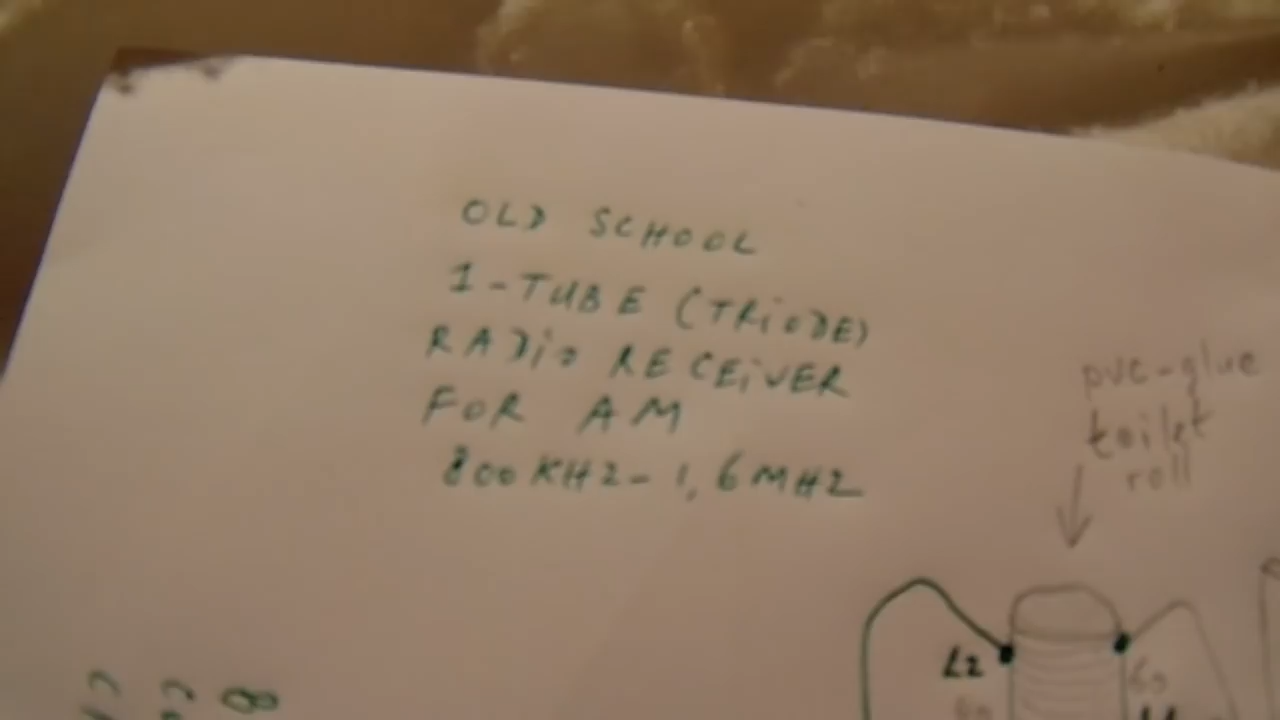 OLD SCHOOL
1-TUBE (TRiODE)
RADiO RECEiVER
FOR AM
800KHZ-1,6MHZ
pvc-glue
toilet
roll
L2